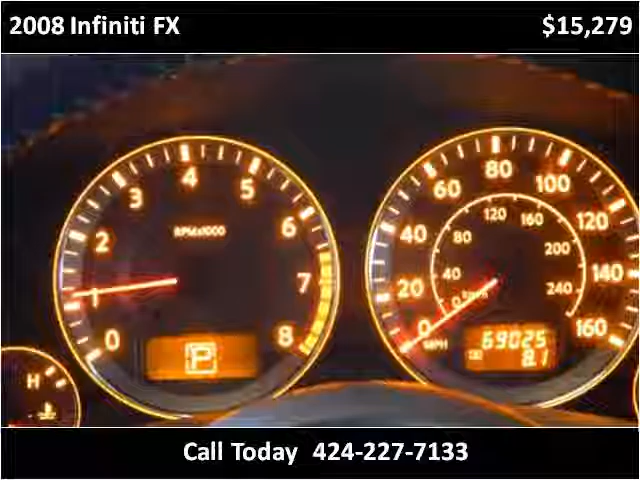 2008 Infiniti FX $15,279
0 1 2 3 4 5 6 7 8
RPMx1000
P
0 20 40 60 80 100 120 140 160
MPH
0 40 80 120 160 200 240
km/h
69025
8.1
H
Call Today 424-227-7133